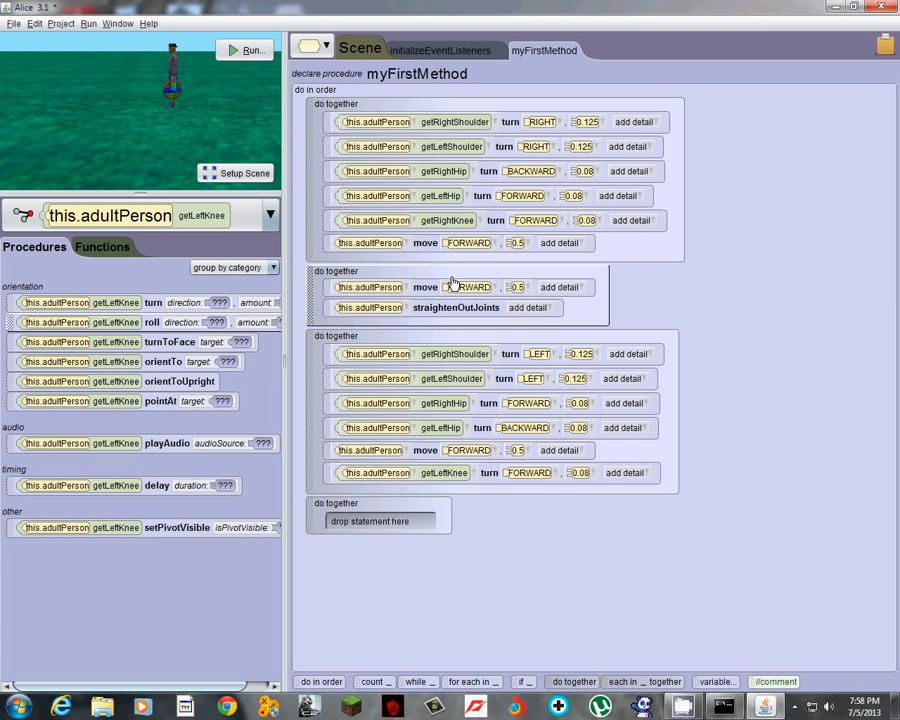 Alice 3.1 *
File Edit Project Run Window Help
Run...
Setup Scene
this.adultPerson getLeftKnee
Procedures Functions
group by category
orientation
this.adultPerson getLeftKnee turn direction: ??? , amount:
this.adultPerson getLeftKnee roll direction: ??? , amount:
this.adultPerson getLeftKnee turnToFace target: ???
this.adultPerson getLeftKnee orientTo target: ???
this.adultPerson getLeftKnee orientToUpright
this.adultPerson getLeftKnee pointAt target: ???
audio
this.adultPerson getLeftKnee playAudio audioSource: ???
timing
this.adultPerson getLeftKnee delay duration: ???
other
this.adultPerson getLeftKnee setPivotVisible isPivotVisible:
Scene initializeEventListeners myFirstMethod
declare procedure myFirstMethod
do in order
do together
this.adultPerson getRightShoulder turn RIGHT , 0.125 add detail
this.adultPerson getLeftShoulder turn RIGHT , 0.125 add detail
this.adultPerson getRightHip turn BACKWARD , 0.08 add detail
this.adultPerson getLeftHip turn FORWARD , 0.08 add detail
this.adultPerson getRightKnee turn FORWARD , 0.08 add detail
this.adultPerson move FORWARD , 0.5 add detail
do together
this.adultPerson move FORWARD , 0.5 add detail
this.adultPerson straightenOutJoints add detail
do together
this.adultPerson getRightShoulder turn LEFT , 0.125 add detail
this.adultPerson getLeftShoulder turn LEFT , 0.125 add detail
this.adultPerson getRightHip turn FORWARD , 0.08 add detail
this.adultPerson getLeftHip turn BACKWARD , 0.08 add detail
this.adultPerson move FORWARD , 0.5 add detail
this.adultPerson getLeftKnee turn FORWARD , 0.08 add detail
do together
drop statement here
do in order count _ while _ for each in _ if _ do together each in _ together variable... //comment
7:58 PM
7/5/2013